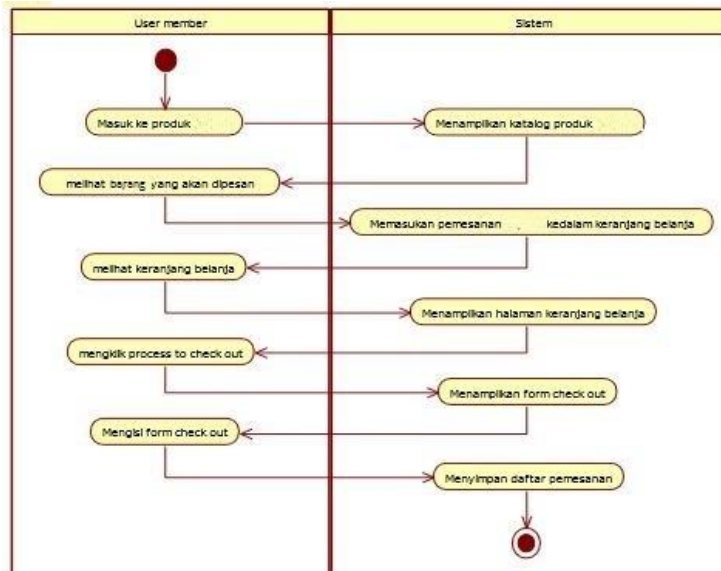 User member
Sistem
Masuk ke produk
Menampilkan katalog produk
melihat barang yang akan dipesan
Memasukan pemesanan , kedalam keranjang belanja
melihat keranjang belanja
Menampilkan halaman keranjang belanja
mengklik process to check out
Menampilkan form check out
Mengisi form check out
Menyimpan daftar pemesanan